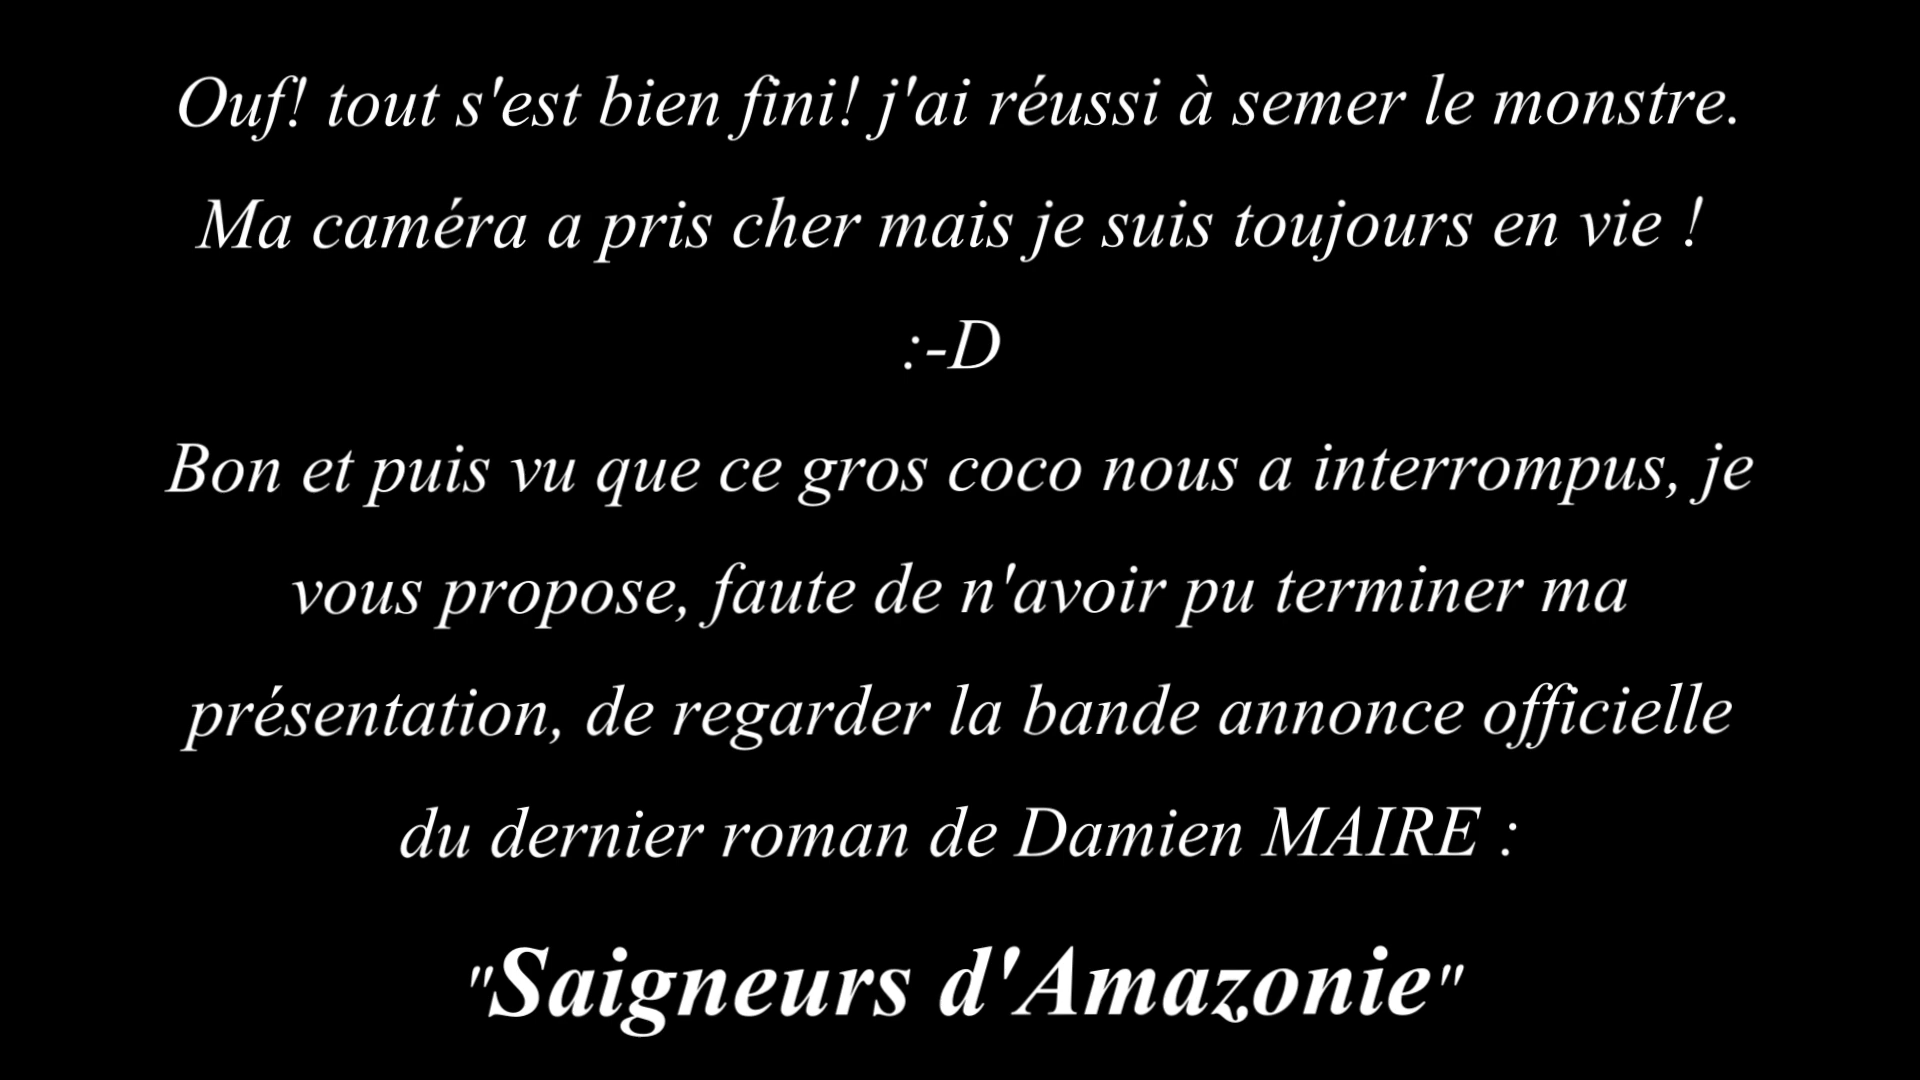 Ouf! tout s'est bien fini! j'ai réussi à semer le monstre.
Ma caméra a pris cher mais je suis toujours en vie !
:-D
Bon et puis vu que ce gros coco nous a interrompus, je
vous propose, faute de n'avoir pu terminer ma
présentation, de regarder la bande annonce officielle
du dernier roman de Damien MAIRE :
"Saigneurs d'Amazonie"